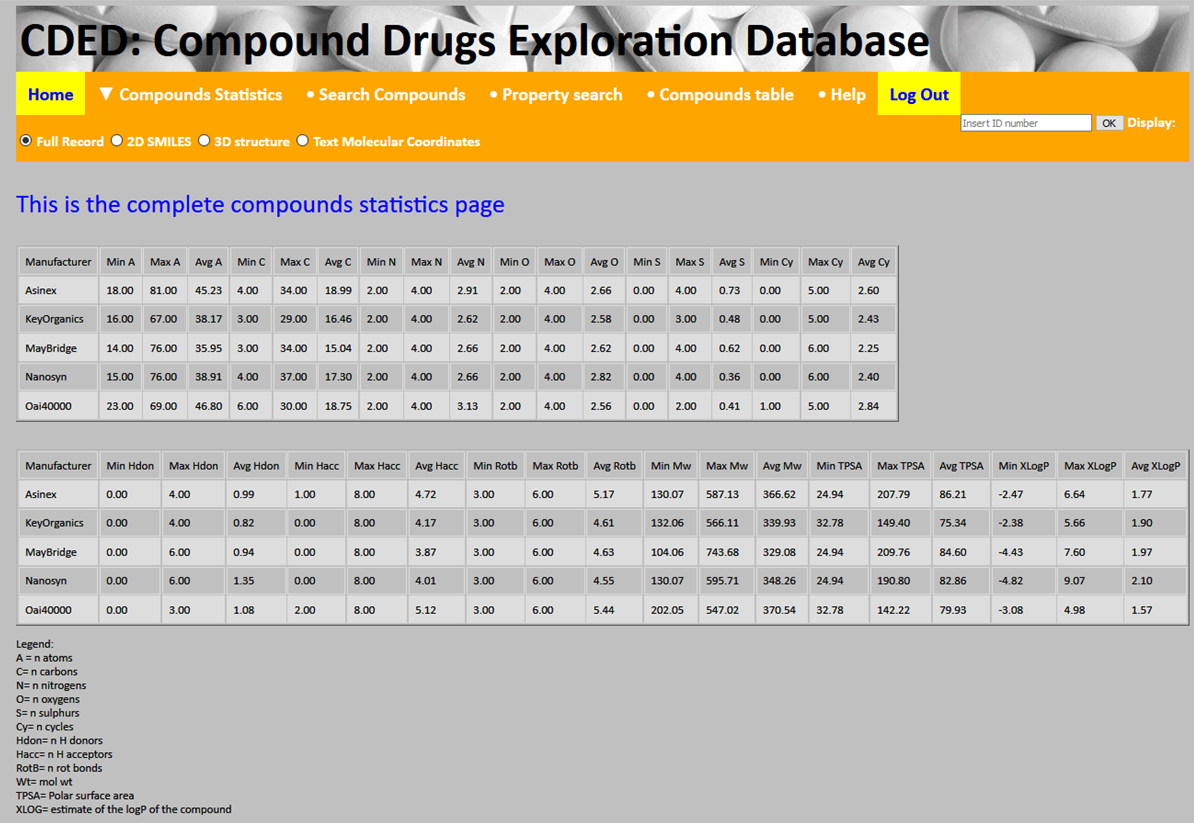 CDED: Compound Drugs Exploration Database
Home ▼ Compounds Statistics • Search Compounds • Property search • Compounds table • Help Log Out
Insert ID number OK Display:
Full Record 2D SMILES 3D structure Text Molecular Coordinates
This is the complete compounds statistics page
Manufacturer Min A Max A Avg A Min C Max C Avg C Min N Max N Avg N Min O Max O Avg O Min S Max S Avg S Min Cy Max Cy Avg Cy
Asinex 18.00 81.00 45.23 4.00 34.00 18.99 2.00 4.00 2.91 2.00 4.00 2.66 0.00 4.00 0.73 0.00 5.00 2.60
KeyOrganics 16.00 67.00 38.17 3.00 29.00 16.46 2.00 4.00 2.62 2.00 4.00 2.58 0.00 3.00 0.48 0.00 5.00 2.43
MayBridge 14.00 76.00 35.95 3.00 34.00 15.04 2.00 4.00 2.66 2.00 4.00 2.62 0.00 4.00 0.62 0.00 6.00 2.25
Nanosyn 15.00 76.00 38.91 4.00 37.00 17.30 2.00 4.00 2.66 2.00 4.00 2.82 0.00 4.00 0.36 0.00 6.00 2.40
Oai40000 23.00 69.00 46.80 6.00 30.00 18.75 2.00 4.00 3.13 2.00 4.00 2.56 0.00 2.00 0.41 1.00 5.00 2.84
Manufacturer Min Hdon Max Hdon Avg Hdon Min Hacc Max Hacc Avg Hacc Min Rotb Max Rotb Avg Rotb Min Mw Max Mw Avg Mw Min TPSA Max TPSA Avg TPSA Min XLogP Max XLogP Avg XLogP
Asinex 0.00 4.00 0.99 1.00 8.00 4.72 3.00 6.00 5.17 130.07 587.13 366.62 24.94 207.79 86.21 -2.47 6.64 1.77
KeyOrganics 0.00 4.00 0.82 0.00 8.00 4.17 3.00 6.00 4.61 132.06 566.11 339.93 32.78 149.40 75.34 -2.38 5.66 1.90
MayBridge 0.00 6.00 0.94 0.00 8.00 3.87 3.00 6.00 4.63 104.06 743.68 329.08 24.94 209.76 84.60 -4.43 7.60 1.97
Nanosyn 0.00 6.00 1.35 0.00 8.00 4.01 3.00 6.00 4.55 130.07 595.71 348.26 24.94 190.80 82.86 -4.82 9.07 2.10
Oai40000 0.00 3.00 1.08 2.00 8.00 5.12 3.00 6.00 5.44 202.05 547.02 370.54 32.78 142.22 79.93 -3.08 4.98 1.57
Legend:
A = n atoms
C= n carbons
N= n nitrogens
O= n oxygens
S= n sulphurs
Cy= n cycles
Hdon= n H donors
Hacc= n H acceptors
RotB= n rot bonds
Wt= mol wt
TPSA= Polar surface area
XLOG= estimate of the logP of the compound